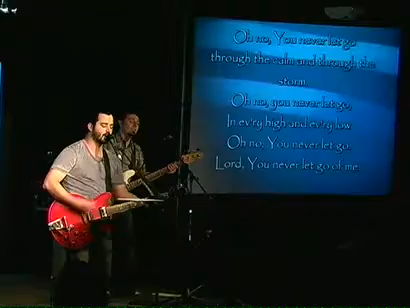 Oh no, You never let go
through the calm and through the
storm
Oh no, you never let go,
In ev'ry high and ev'ry low
Oh no, You never let go,
Lord, You never let go of me.